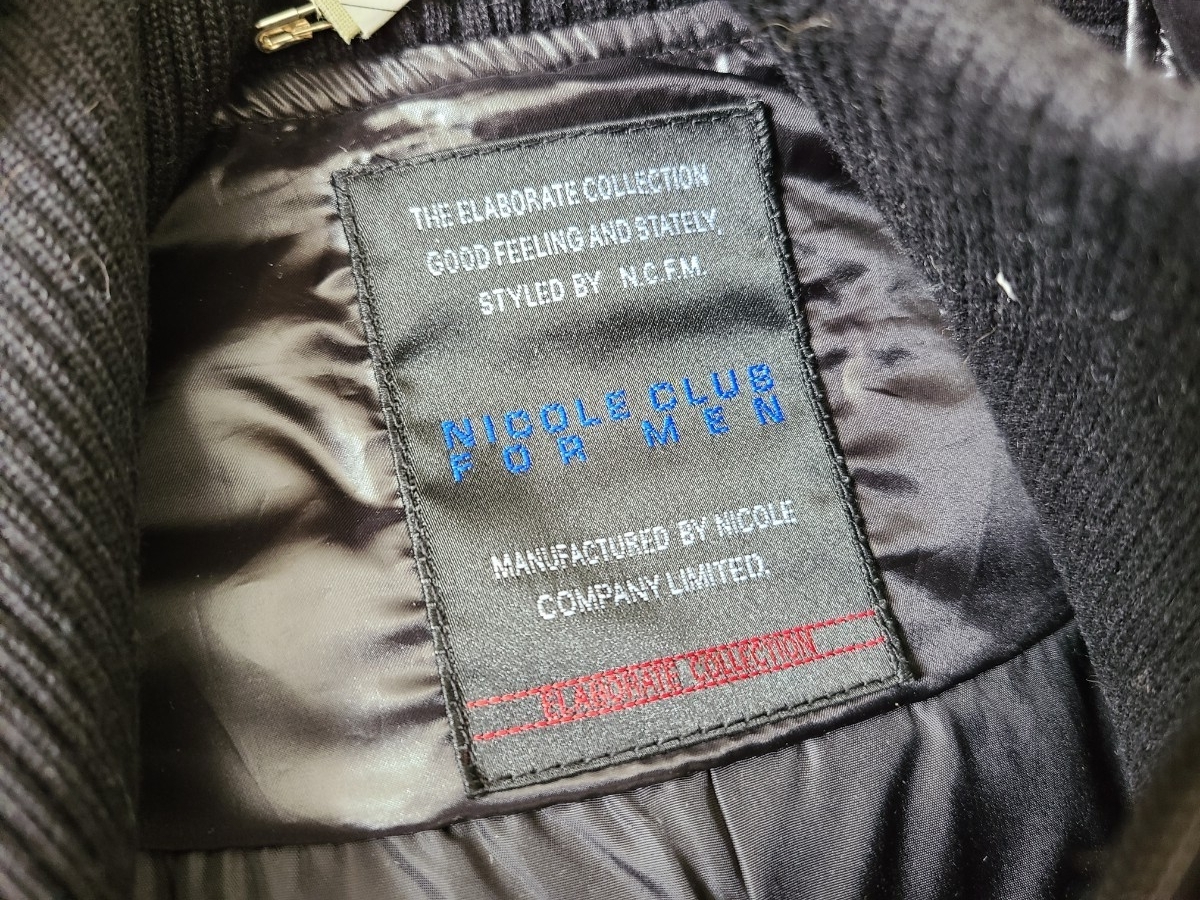 THE ELABORATE COLLECTION
GOOD FEELING AND STATELY,
STYLED BY N.C.F.M.
NICOLE CLUB
FOR MEN
MANUFACTURED BY NICOLE
COMPANY LIMITED.
ELABORATE COLLECTION